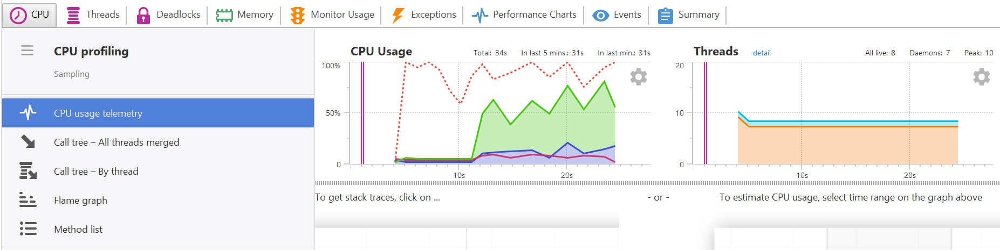 CPU Threads Deadlocks Memory Monitor Usage Exceptions Performance Charts Events Summary
CPU profiling
Sampling
CPU usage telemetry
Call tree – All threads merged
Call tree – By thread
Flame graph
Method list
CPU Usage Total: 34s In last 5 mins.: 31s In last min.: 31s
100%
50%
0
10s 20s
Threads detail All live: 8 Daemons: 7 Peak: 10
20
10
0
10s 20s
To get stack traces, click on ... - or - To estimate CPU usage, select time range on the graph above